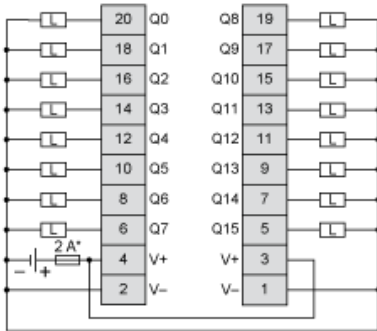 L 20 Q0 Q8 19 L
L 18 Q1 Q9 17 L
L 16 Q2 Q10 15 L
L 14 Q3 Q11 13 L
L 12 Q4 Q12 11 L
L 10 Q5 Q13 9 L
L 8 Q6 Q14 7 L
L 6 Q7 Q15 5 L
− + 2 A* 4 V+ V+ 3
2 V− V− 1